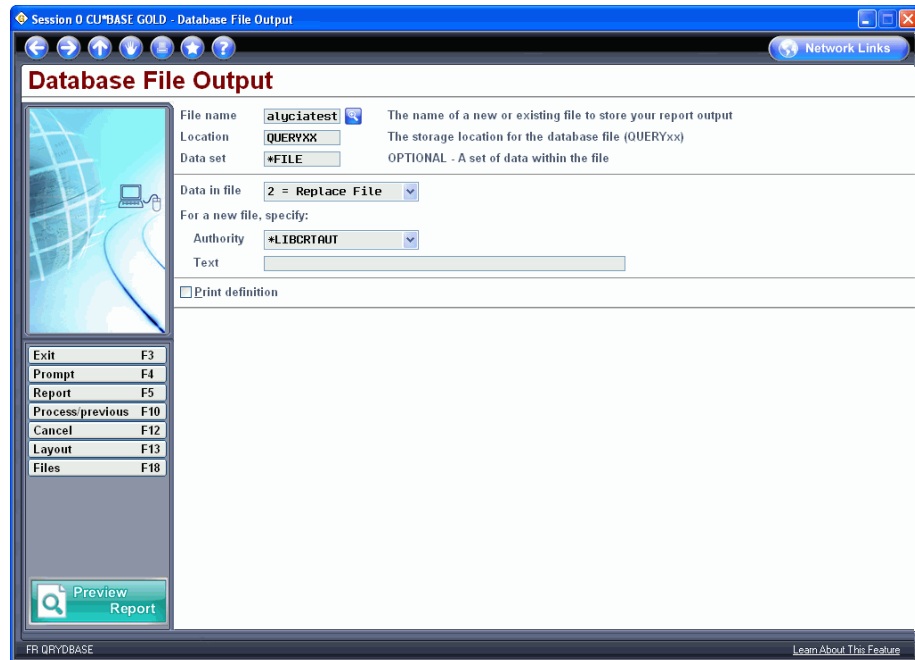 Session 0 CU*BASE GOLD - Database File Output
Network Links
Database File Output
File name alyciatest The name of a new or existing file to store your report output
Location QUERYXX The storage location for the database file (QUERYxx)
Data set *FILE OPTIONAL - A set of data within the file
Data in file 2 = Replace File
For a new file, specify:
Authority *LIBCRTAUT
Text
Print definition
Exit F3
Prompt F4
Report F5
Process/previous F10
Cancel F12
Layout F13
Files F18
Preview
Report
FR QRYDBASE
Learn About This Feature